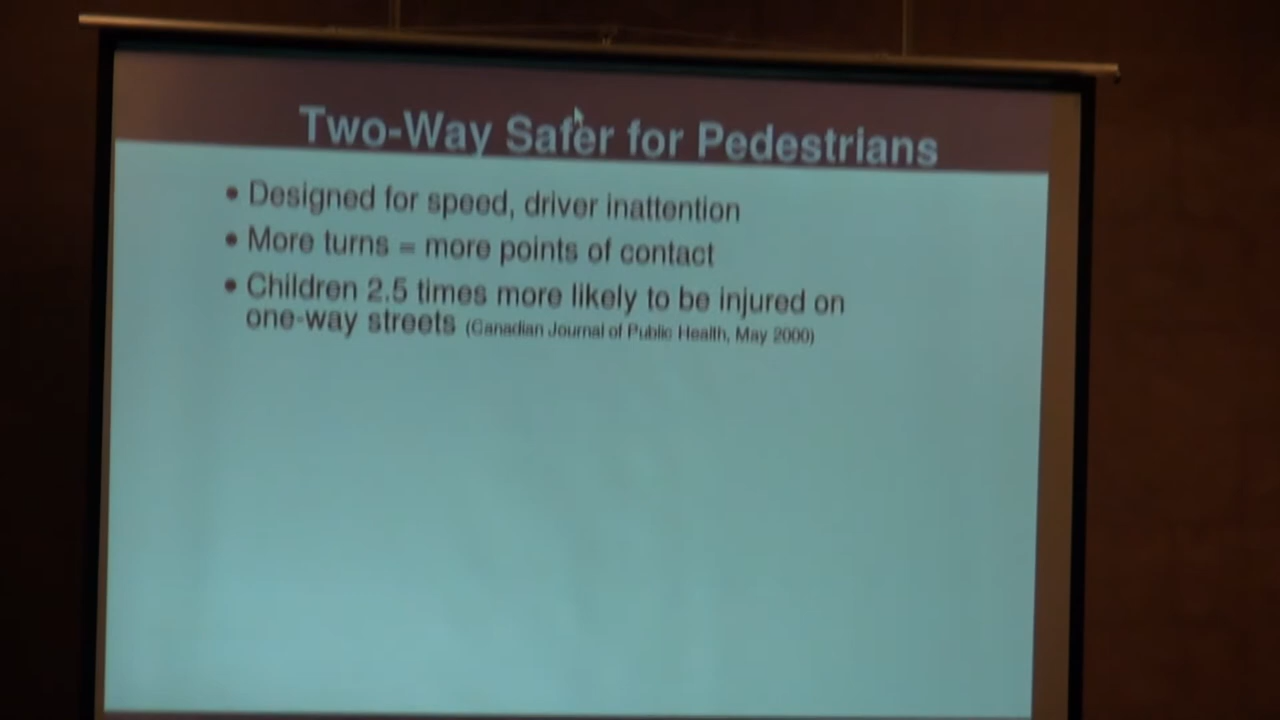 Two-Way Safer for Pedestrians
• Designed for speed, driver inattention
• More turns = more points of contact
• Children 2.5 times more likely to be injured on
one-way streets (Canadian Journal of Public Health, May 2000)